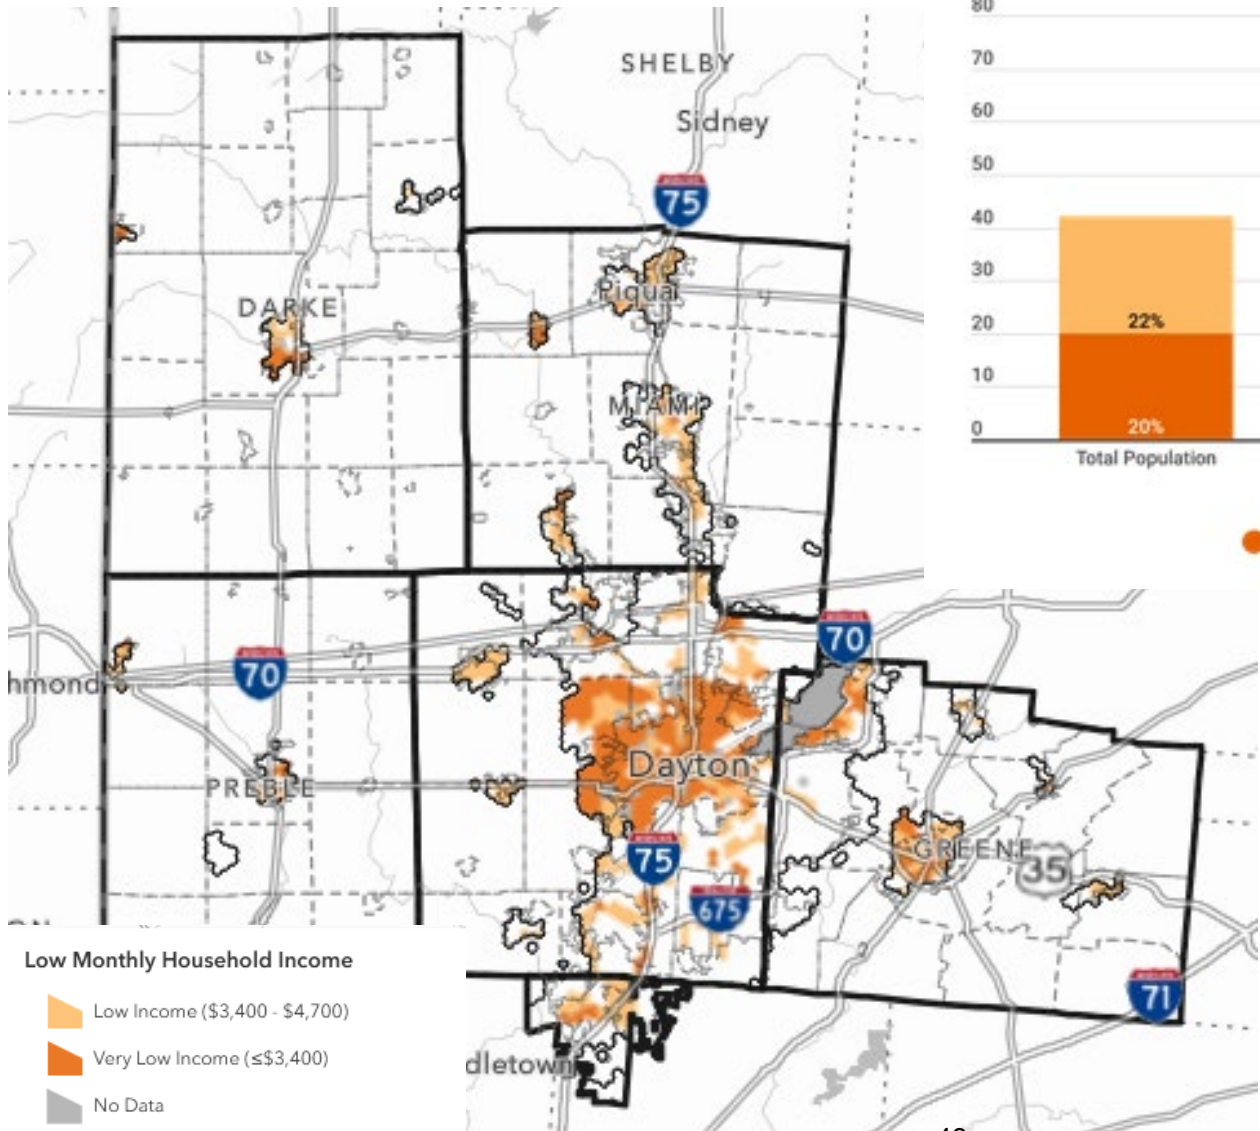 SHELBY
Sidney
75
DARKE
Piqua
MIAMI
70
70
hmond
Dayton
PREBLE
75
GREENE
35
675
71
dletown
Low Monthly Household Income
Low Income ($3,400 - $4,700)
Very Low Income (≤$3,400)
No Data
80
70
60
50
40
30
20
10
0
22%
20%
Total Population